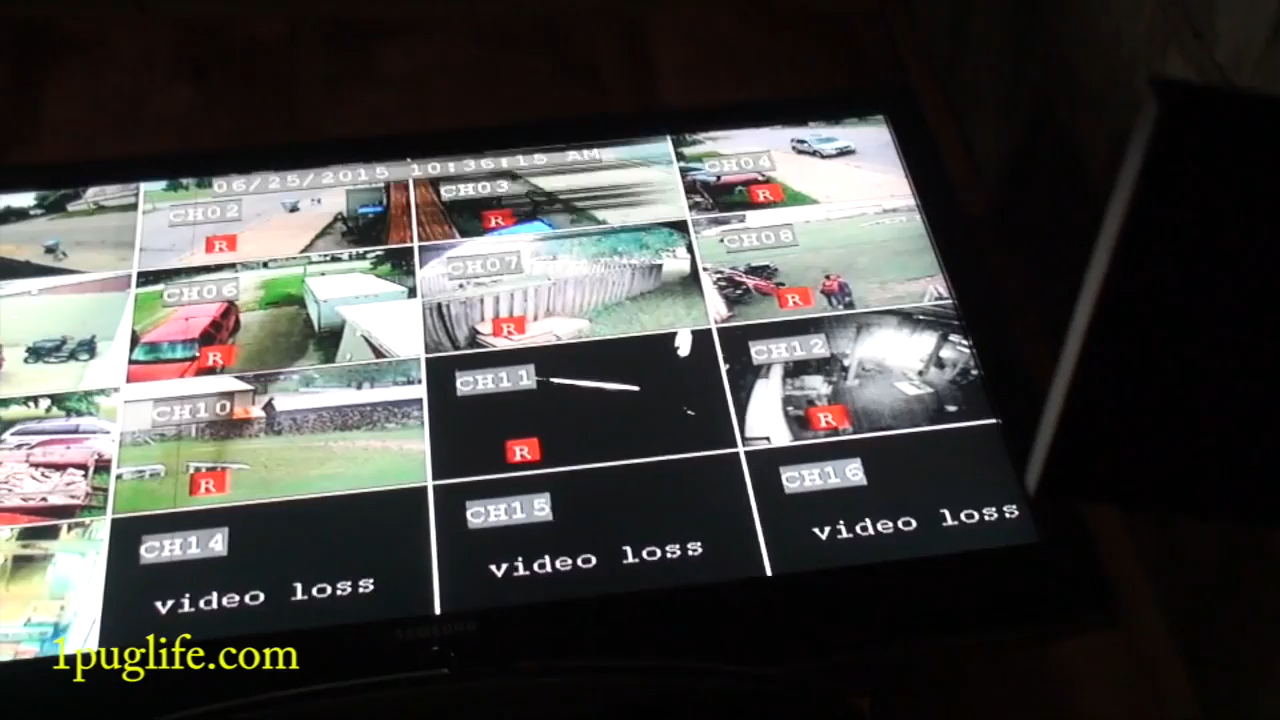 06/25/2015 10:36:15 AM
CH02
R
CH03
R
CH04
R
CH06
R
CH07
R
CH08
R
CH10
R
CH11
R
CH12
R
CH14
video loss
CH15
video loss
CH16
video loss
SAMSUNG
1puglife.com